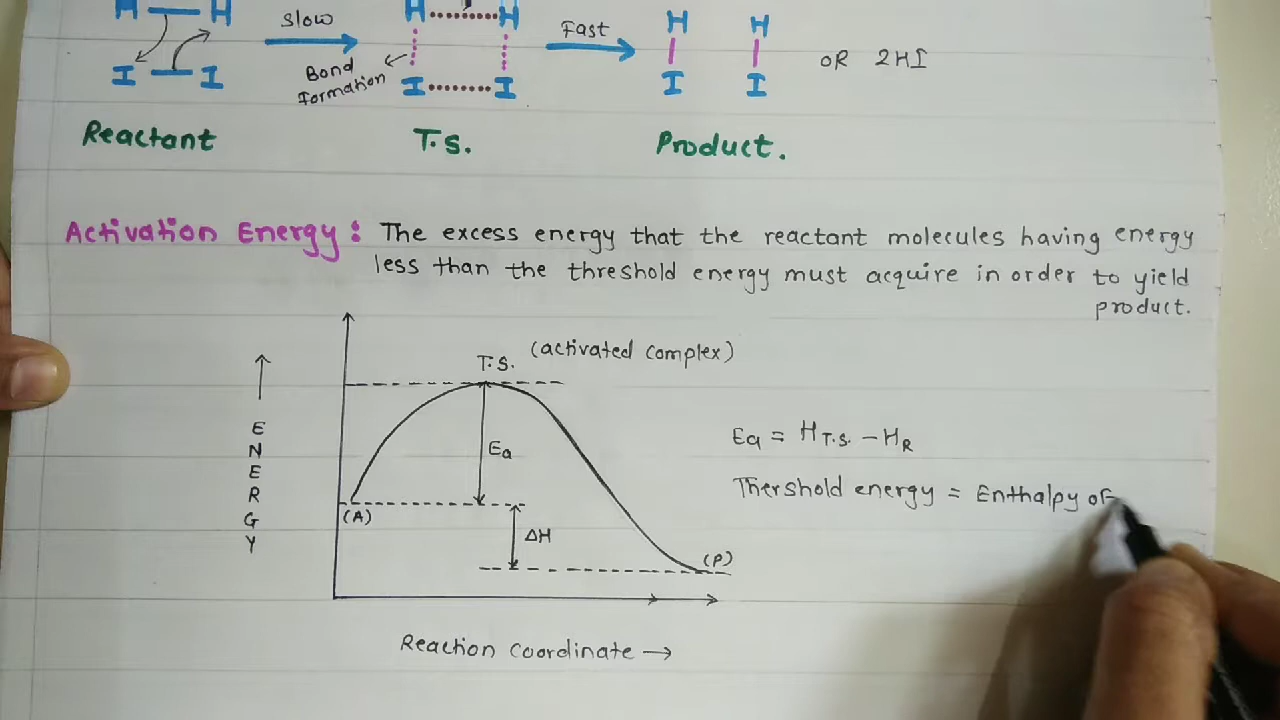 H H Slow H H Fast H H
I I Bond Formation I I I I OR 2HI
Reactant T.S. Product.
Activation Energy: The excess energy that the reactant molecules having energy
less than the threshold energy must acquire in order to yield
product.
T.S. (activated complex)
ENERGY
Ea
Ea = H T.S. - HR
Thershold energy = Enthalpy of
(A)
ΔH
(P)
Reaction coordinate →